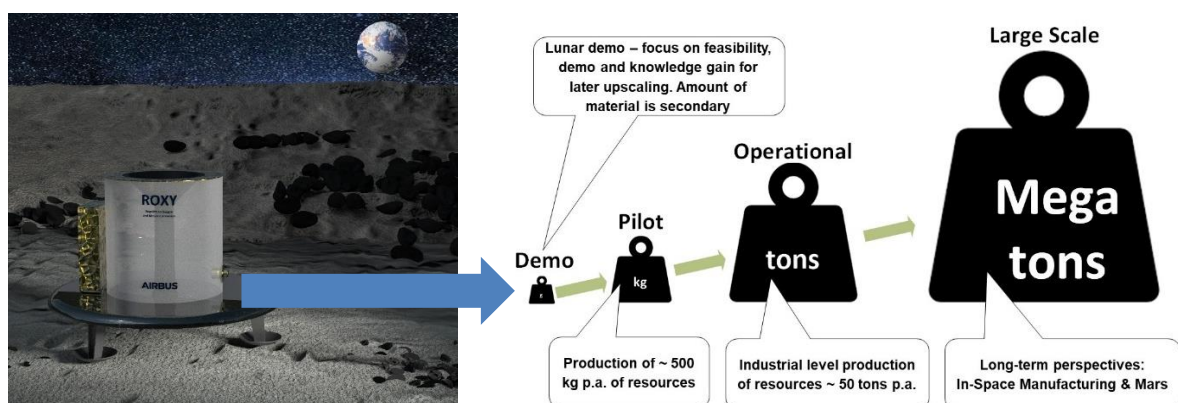 ROXY
AIRBUS
Lunar demo – focus on feasibility,
demo and knowledge gain for
later upscaling. Amount of
material is secondary
Demo
g
Pilot
kg
Operational
tons
Large Scale
Mega
tons
Production of ~ 500
kg p.a. of resources
Industrial level production
of resources ~ 50 tons p.a.
Long-term perspectives:
In-Space Manufacturing & Mars